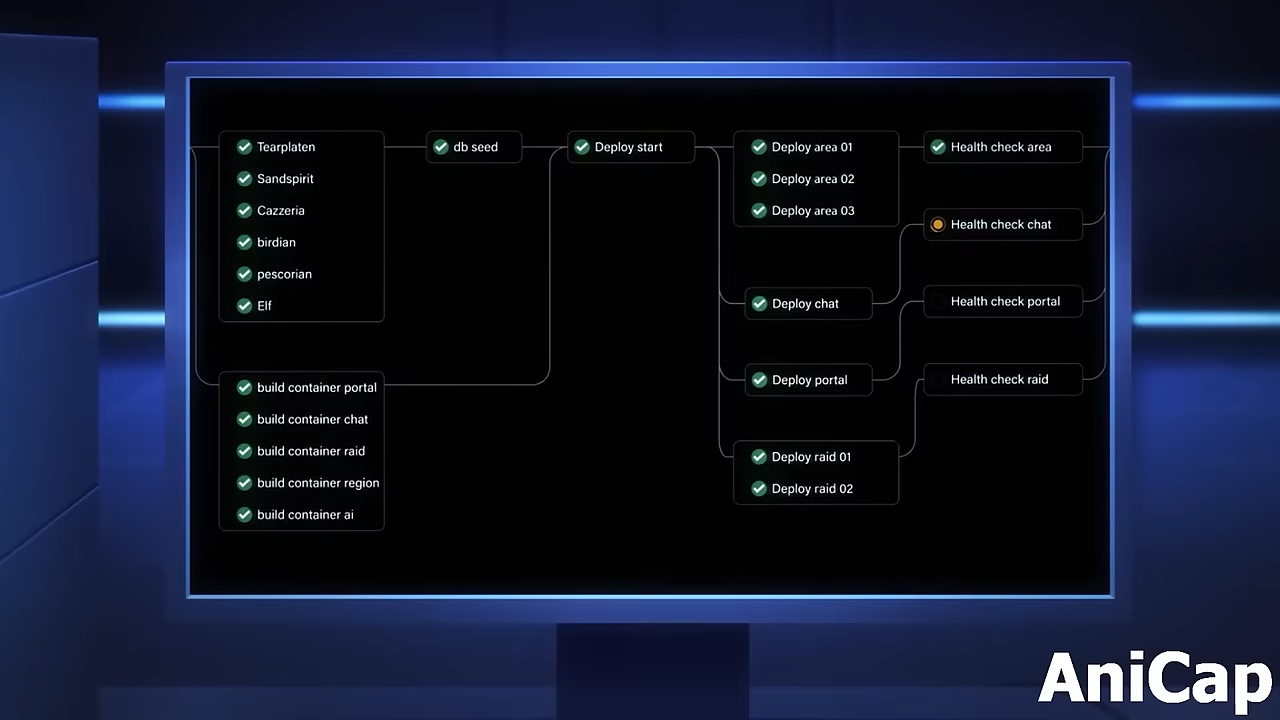 Tearplaten
Sandspirit
Cazzeria
birdian
pescorian
Elf
build container portal
build container chat
build container raid
build container region
build container ai
db seed
Deploy start
Deploy area 01
Deploy area 02
Deploy area 03
Deploy chat
Deploy portal
Deploy raid 01
Deploy raid 02
Health check area
Health check chat
Health check portal
Health check raid
AniCap